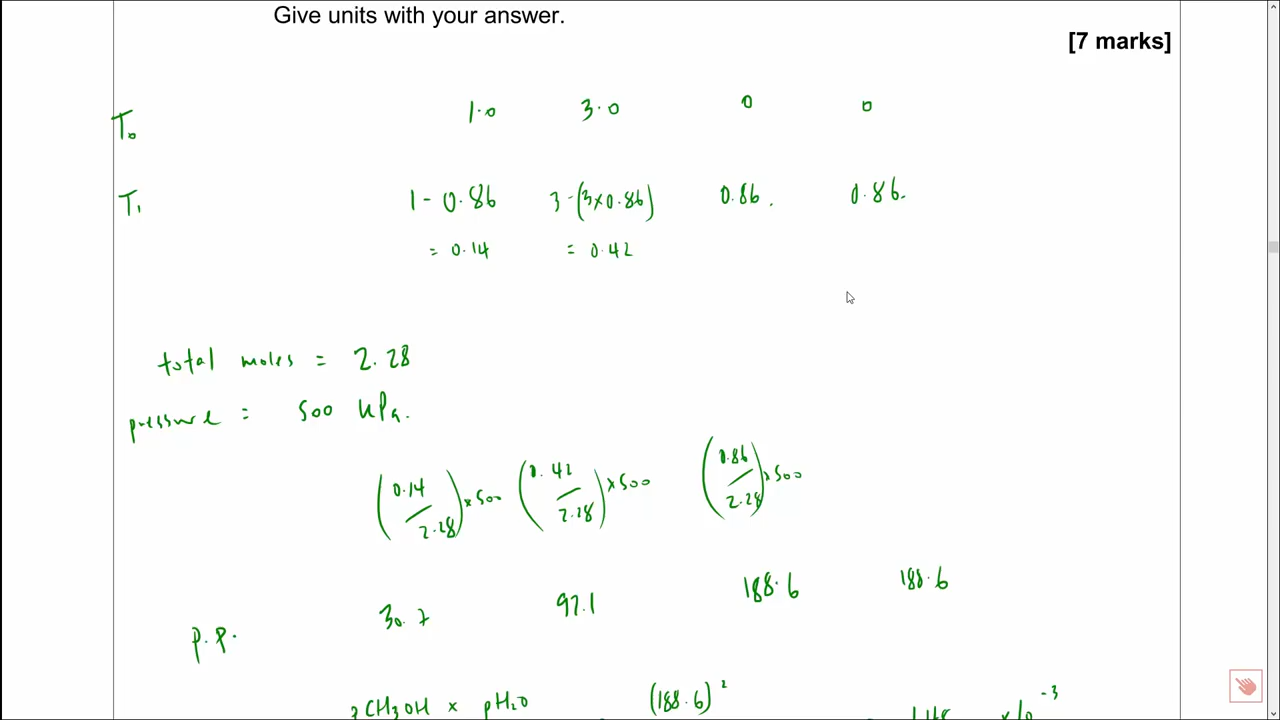 Give units with your answer.
[7 marks]
T₀ 1.0 3.0 0 0
T₁ 1 - 0.86 3 - (3×0.86) 0.86. 0.86.
= 0.14 = 0.42
total moles = 2.28
pressure = 500 kPa.
(0.14/2.28) × 500 (0.42/2.28) × 500 (0.86/2.28) × 500
p.p. 30.7 92.1 188.6 188.6
CH3OH × pH2O (188.6)² ×10⁻³